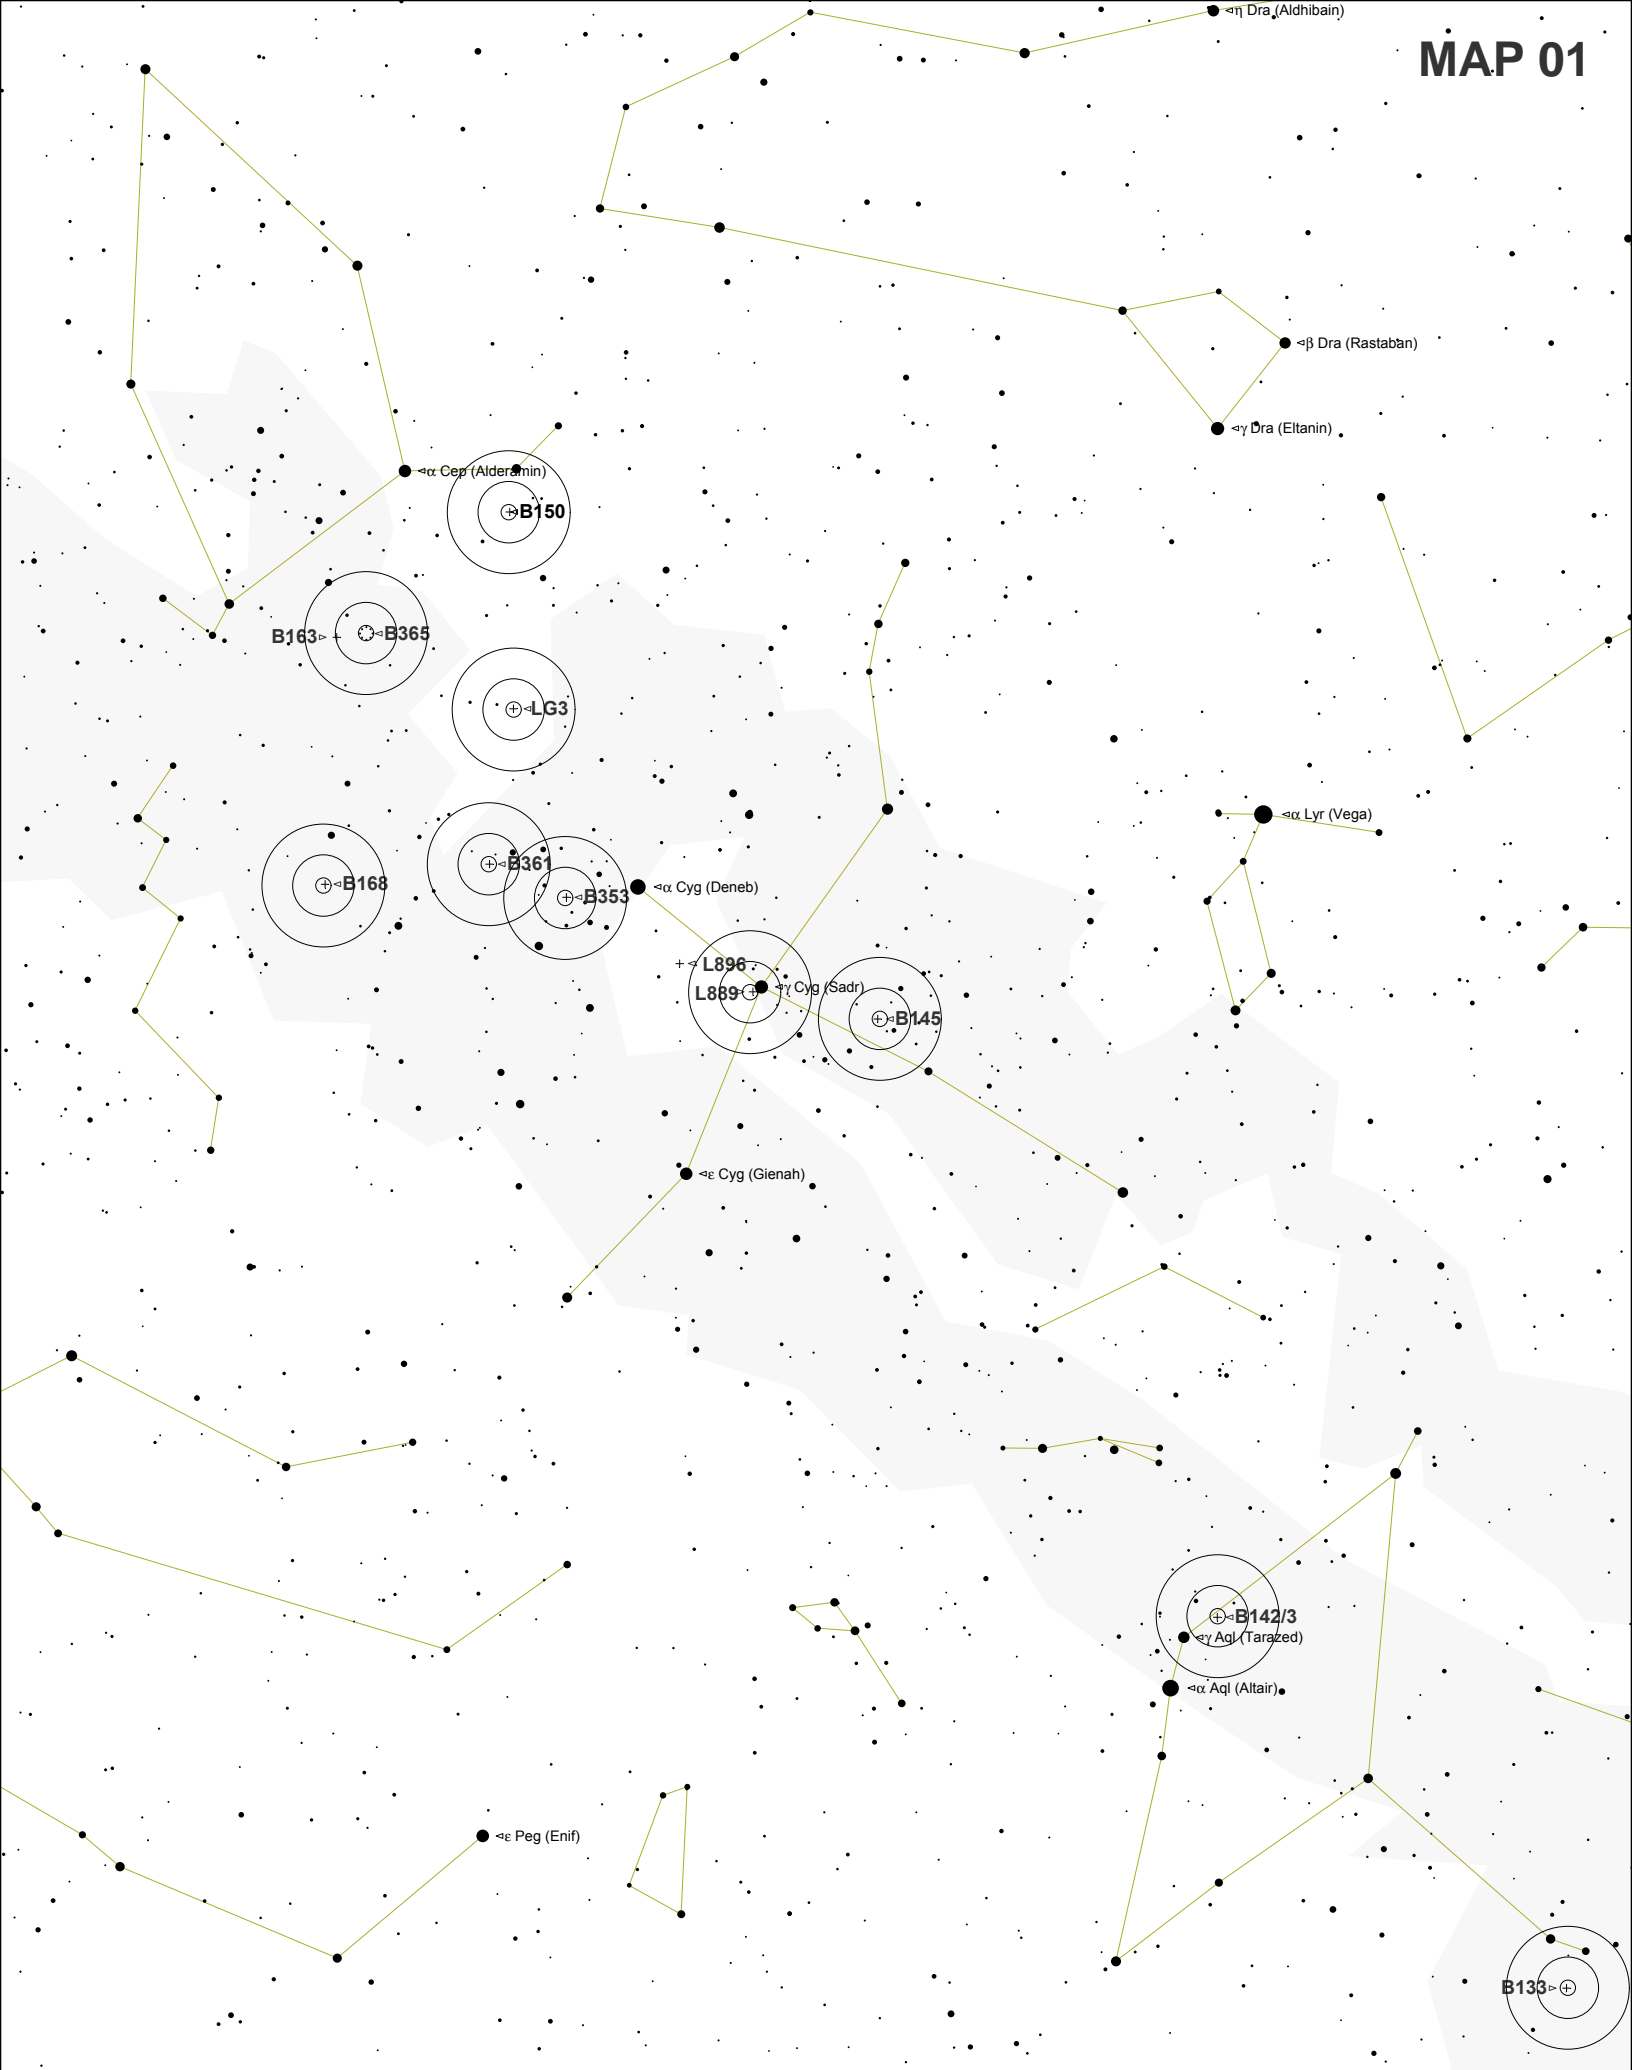 ◃η Dra (Aldhibain)
MAP 01
◃β Dra (Rastaban)
◃γ Dra (Eltanin)
◃α Cep (Alderamin)
◃B150
B163▹
◃B365
◃LG3
◃α Lyr (Vega)
◃B361
◃B168
◃α Cyg (Deneb)
◃B353
◃L896
◃γ Cyg (Sadr)
L889▹
◃B145
◃ε Cyg (Gienah)
◃B142/3
◃γ Aql (Tarazed)
◃α Aql (Altair)
◃ε Peg (Enif)
B133▹